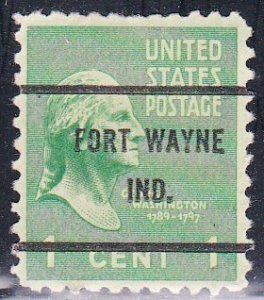 UNITED
STATES
POSTAGE
FORT WAYNE
IND.
WASHINGTON
1789-1797
1 CENT 1